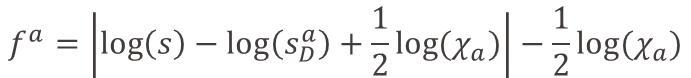 f^a = |log(s) − log(s_D^a) + 1/2 log(χ_a)| − 1/2 log(χ_a)